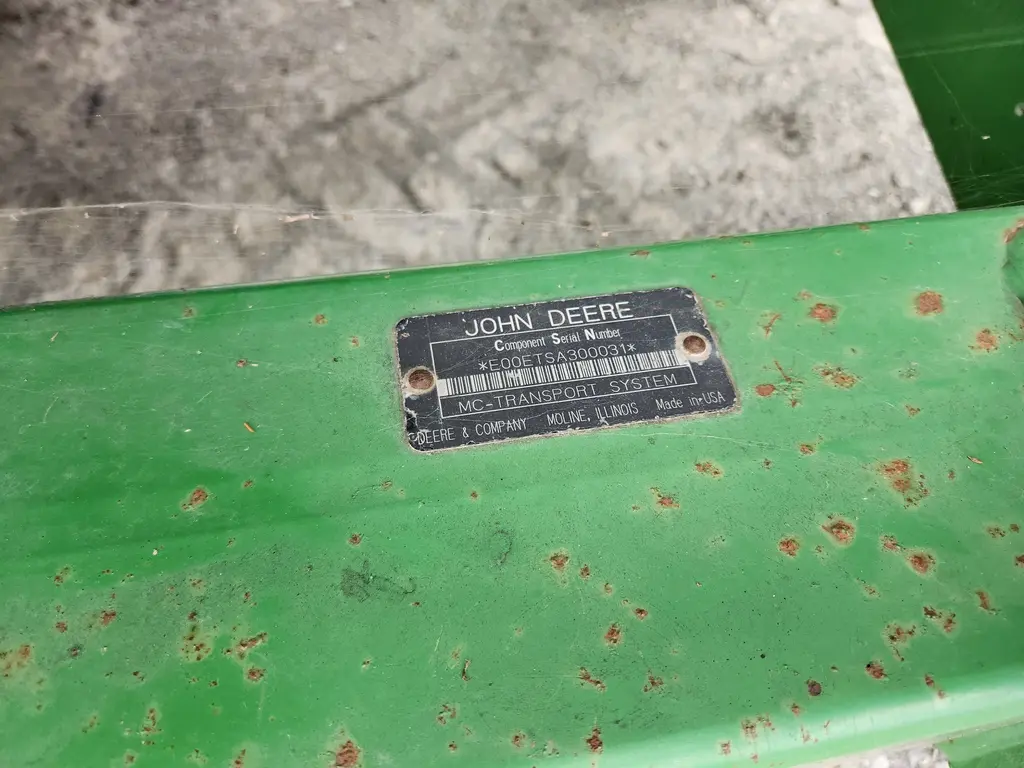 JOHN DEERE
Component Serial Number
*E00ETSA300031*
MC-TRANSPORT SYSTEM
DEERE & COMPANY MOLINE, ILLINOIS Made in USA